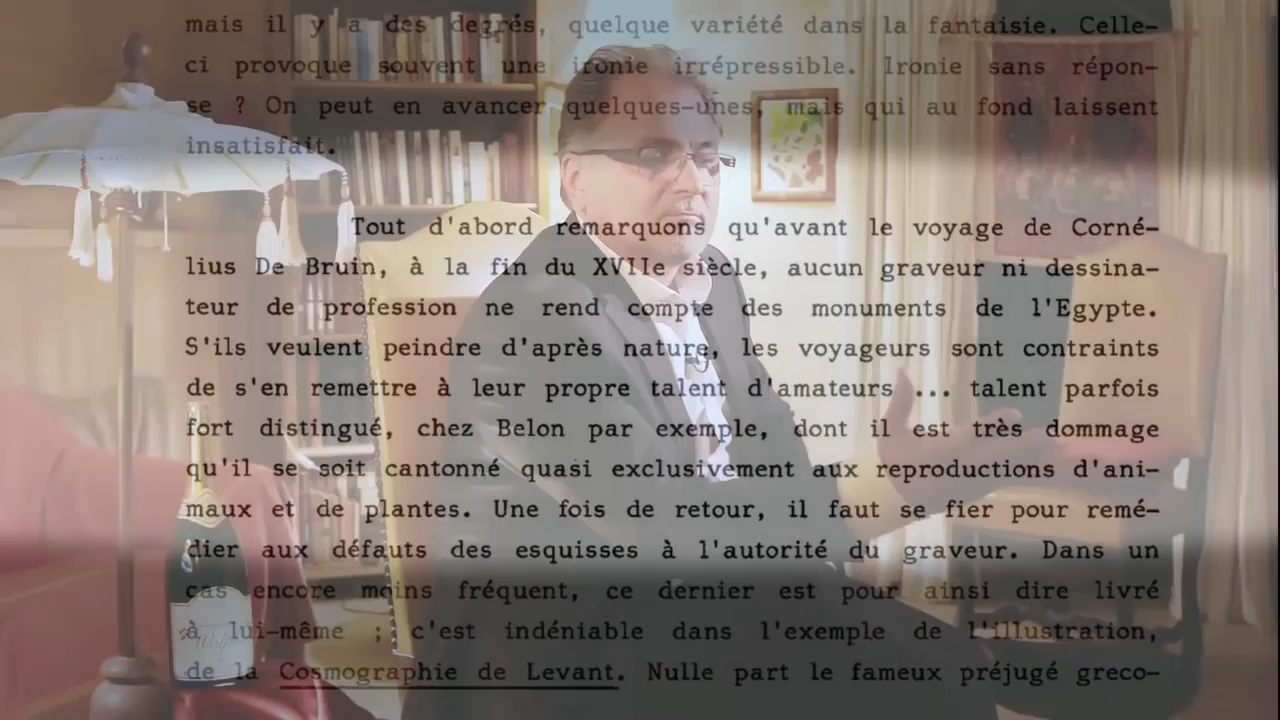 mais il y a des degrés, quelque variété dans la fantaisie. Celle-
ci provoque souvent une ironie irrépressible. Ironie sans répon-
se ? On peut en avancer quelques-unes, mais qui au fond laissent
insatisfait.
Tout d'abord remarquons qu'avant le voyage de Corné-
lius De Bruin, à la fin du XVIIe siècle, aucun graveur ni dessina-
teur de profession ne rend compte des monuments de l'Egypte.
S'ils veulent peindre d'après nature, les voyageurs sont contraints
de s'en remettre à leur propre talent d'amateurs ... talent parfois
fort distingué, chez Belon par exemple, dont il est très dommage
qu'il se soit cantonné quasi exclusivement aux reproductions d'ani-
maux et de plantes. Une fois de retour, il faut se fier pour remé-
dier aux défauts des esquisses à l'autorité du graveur. Dans un
cas encore moins fréquent, ce dernier est pour ainsi dire livré
à lui-même ; c'est indéniable dans l'exemple de l'illustration,
de la Cosmographie de Levant. Nulle part le fameux préjugé greco-